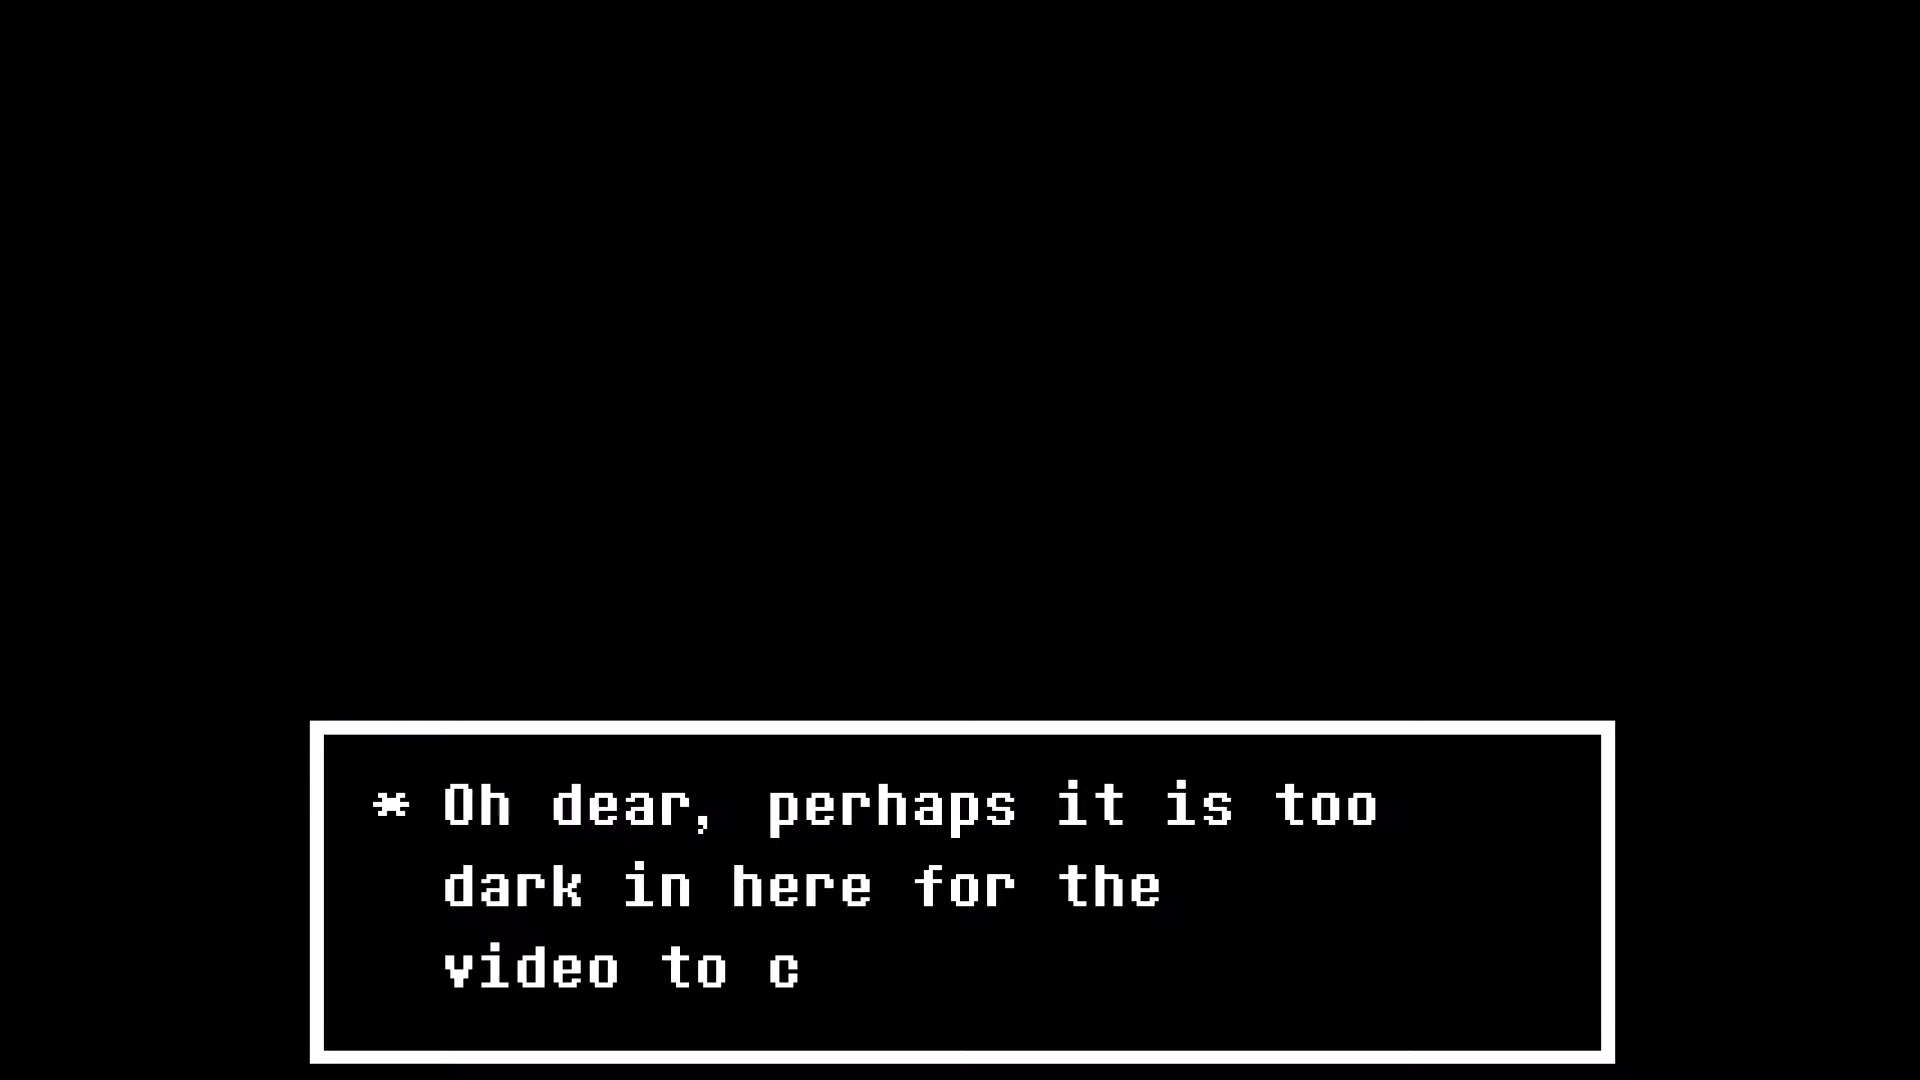 * Oh dear, perhaps it is too
dark in here for the
video to c